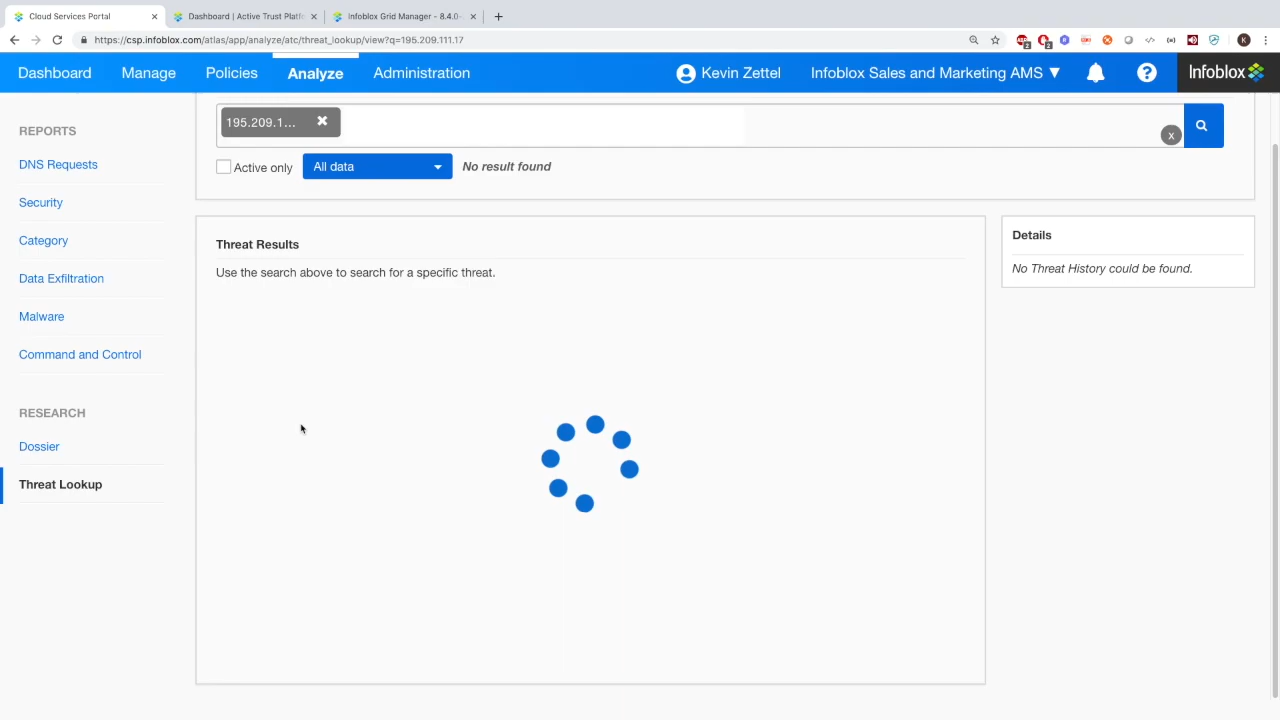 Cloud Services Portal
Dashboard | Active Trust Platf
Infoblox Grid Manager - 8.4.0-
https://csp.infoblox.com/atlas/app/analyze/atc/threat_lookup/view?q=195.209.111.17
Dashboard Manage Policies Analyze Administration Kevin Zettel Infoblox Sales and Marketing AMS ▼ ? Infoblox
195.209.1... ✖
x
Active only All data No result found
REPORTS
DNS Requests
Security
Category
Data Exfiltration
Malware
Command and Control
RESEARCH
Dossier
Threat Lookup
Threat Results
Use the search above to search for a specific threat.
Details
No Threat History could be found.